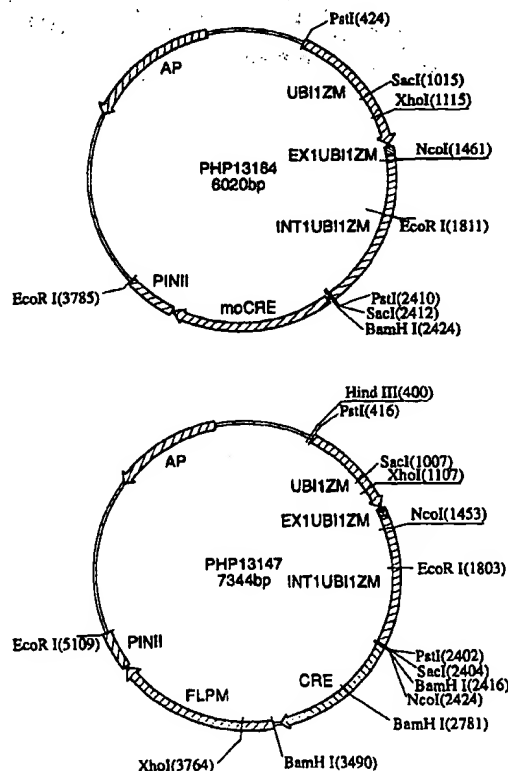 PstI(424)
AP
UBI1ZM
SacI(1015)
XhoI(1115)
EX1UBI1ZM
NcoI(1461)
PHP13164
6020bp
INT1UBI1ZM
EcoR I(1811)
PINII
EcoR I(3785)
moCRE
PstI(2410)
SacI(2412)
BamH I(2424)
Hind III(400)
PstI(416)
AP
SacI(1007)
UBI1ZM
XhoI(1107)
EX1UBI1ZM
NcoI(1453)
PHP13147
7344bp
INT1UBI1ZM
EcoR I(1803)
EcoR I(5109)
PINII
PstI(2402)
SacI(2404)
BamH I(2416)
NcoI(2424)
CRE
FLPM
BamH I(2781)
XhoI(3764)
BamH I(3490)